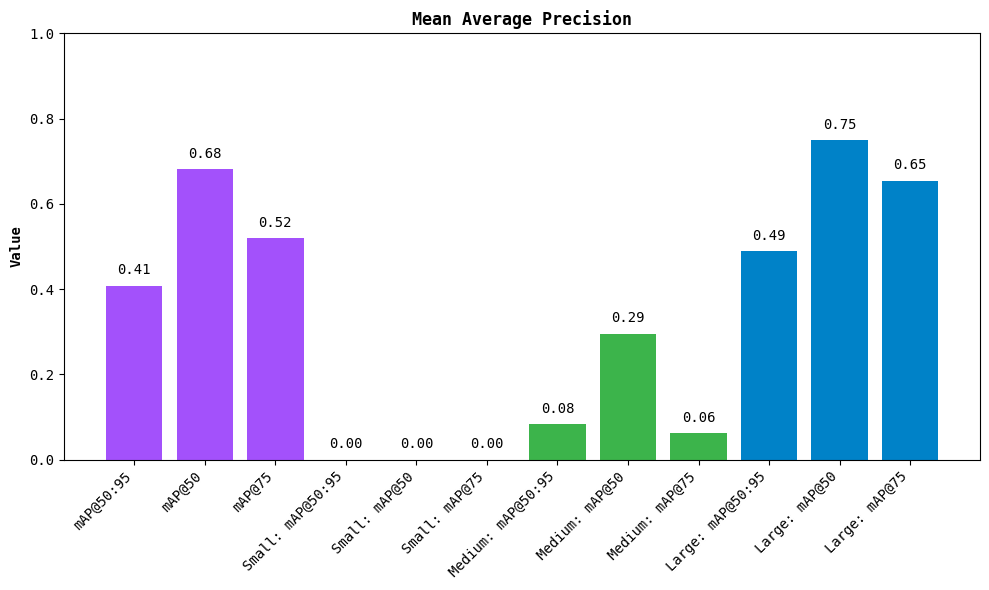 Mean Average Precision
Value
1.0
0.8
0.6
0.4
0.2
0.0
0.41
0.68
0.52
0.00
0.00
0.00
0.08
0.29
0.06
0.49
0.75
0.65
mAP@50:95
mAP@50
mAP@75
Small: mAP@50:95
Small: mAP@50
Small: mAP@75
Medium: mAP@50:95
Medium: mAP@50
Medium: mAP@75
Large: mAP@50:95
Large: mAP@50
Large: mAP@75